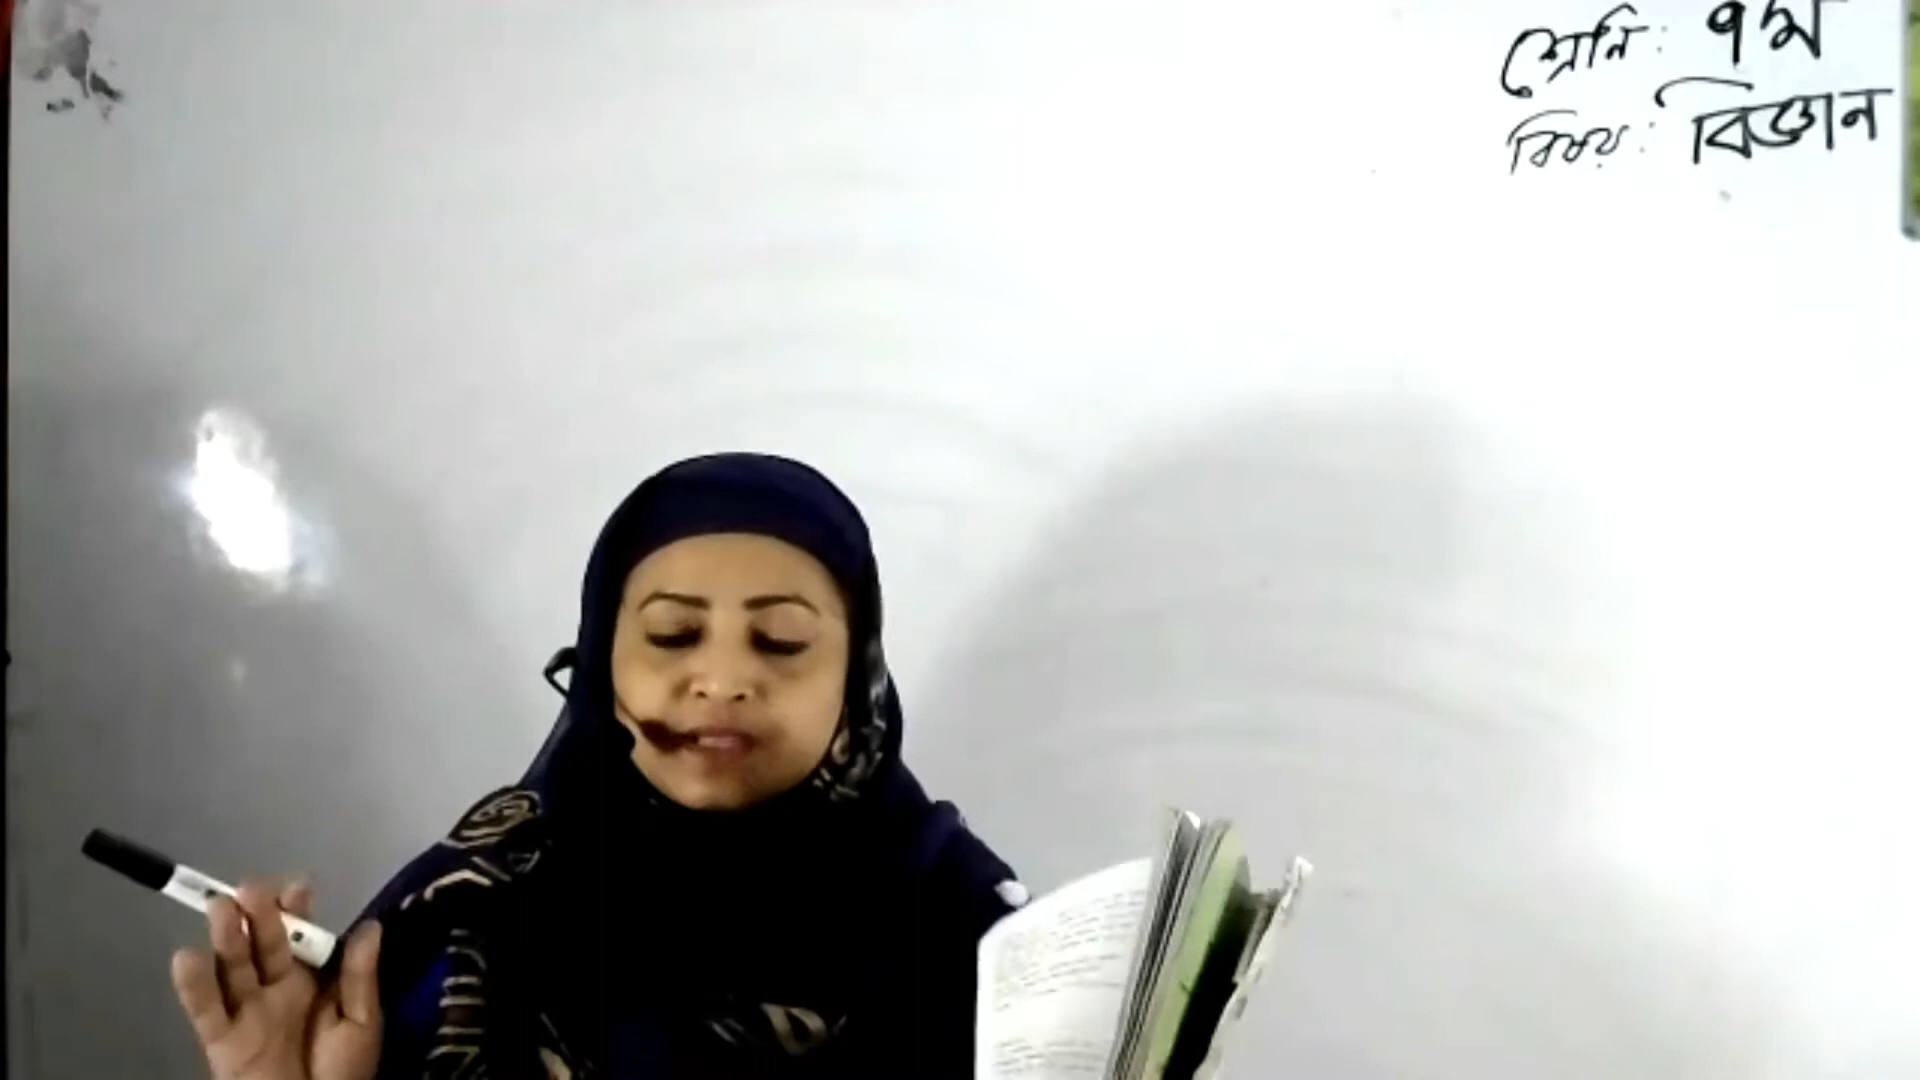 শ্রেনি : ৭ম
বিষয় : বিজ্ঞান